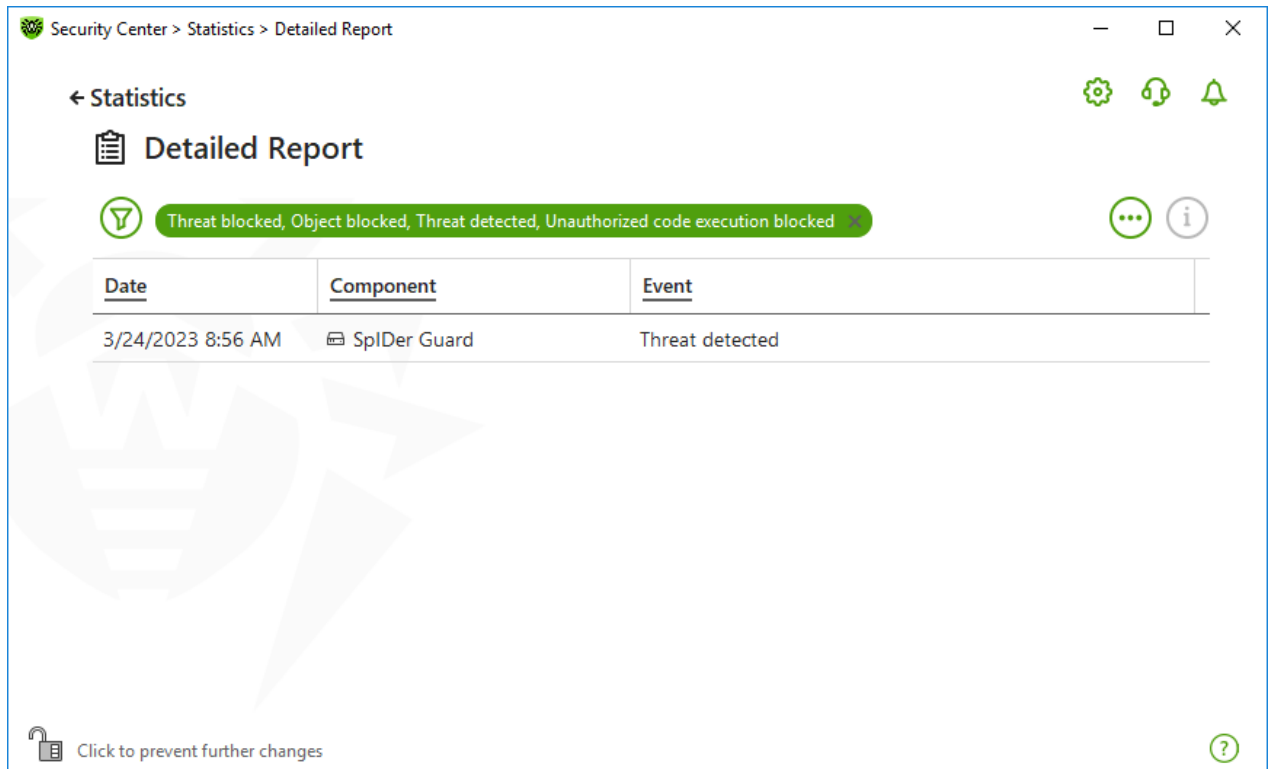 Security Center > Statistics > Detailed Report
Statistics
Detailed Report
Threat blocked, Object blocked, Threat detected, Unauthorized code execution blocked
Date Component Event
3/24/2023 8:56 AM SpIDer Guard Threat detected
Click to prevent further changes